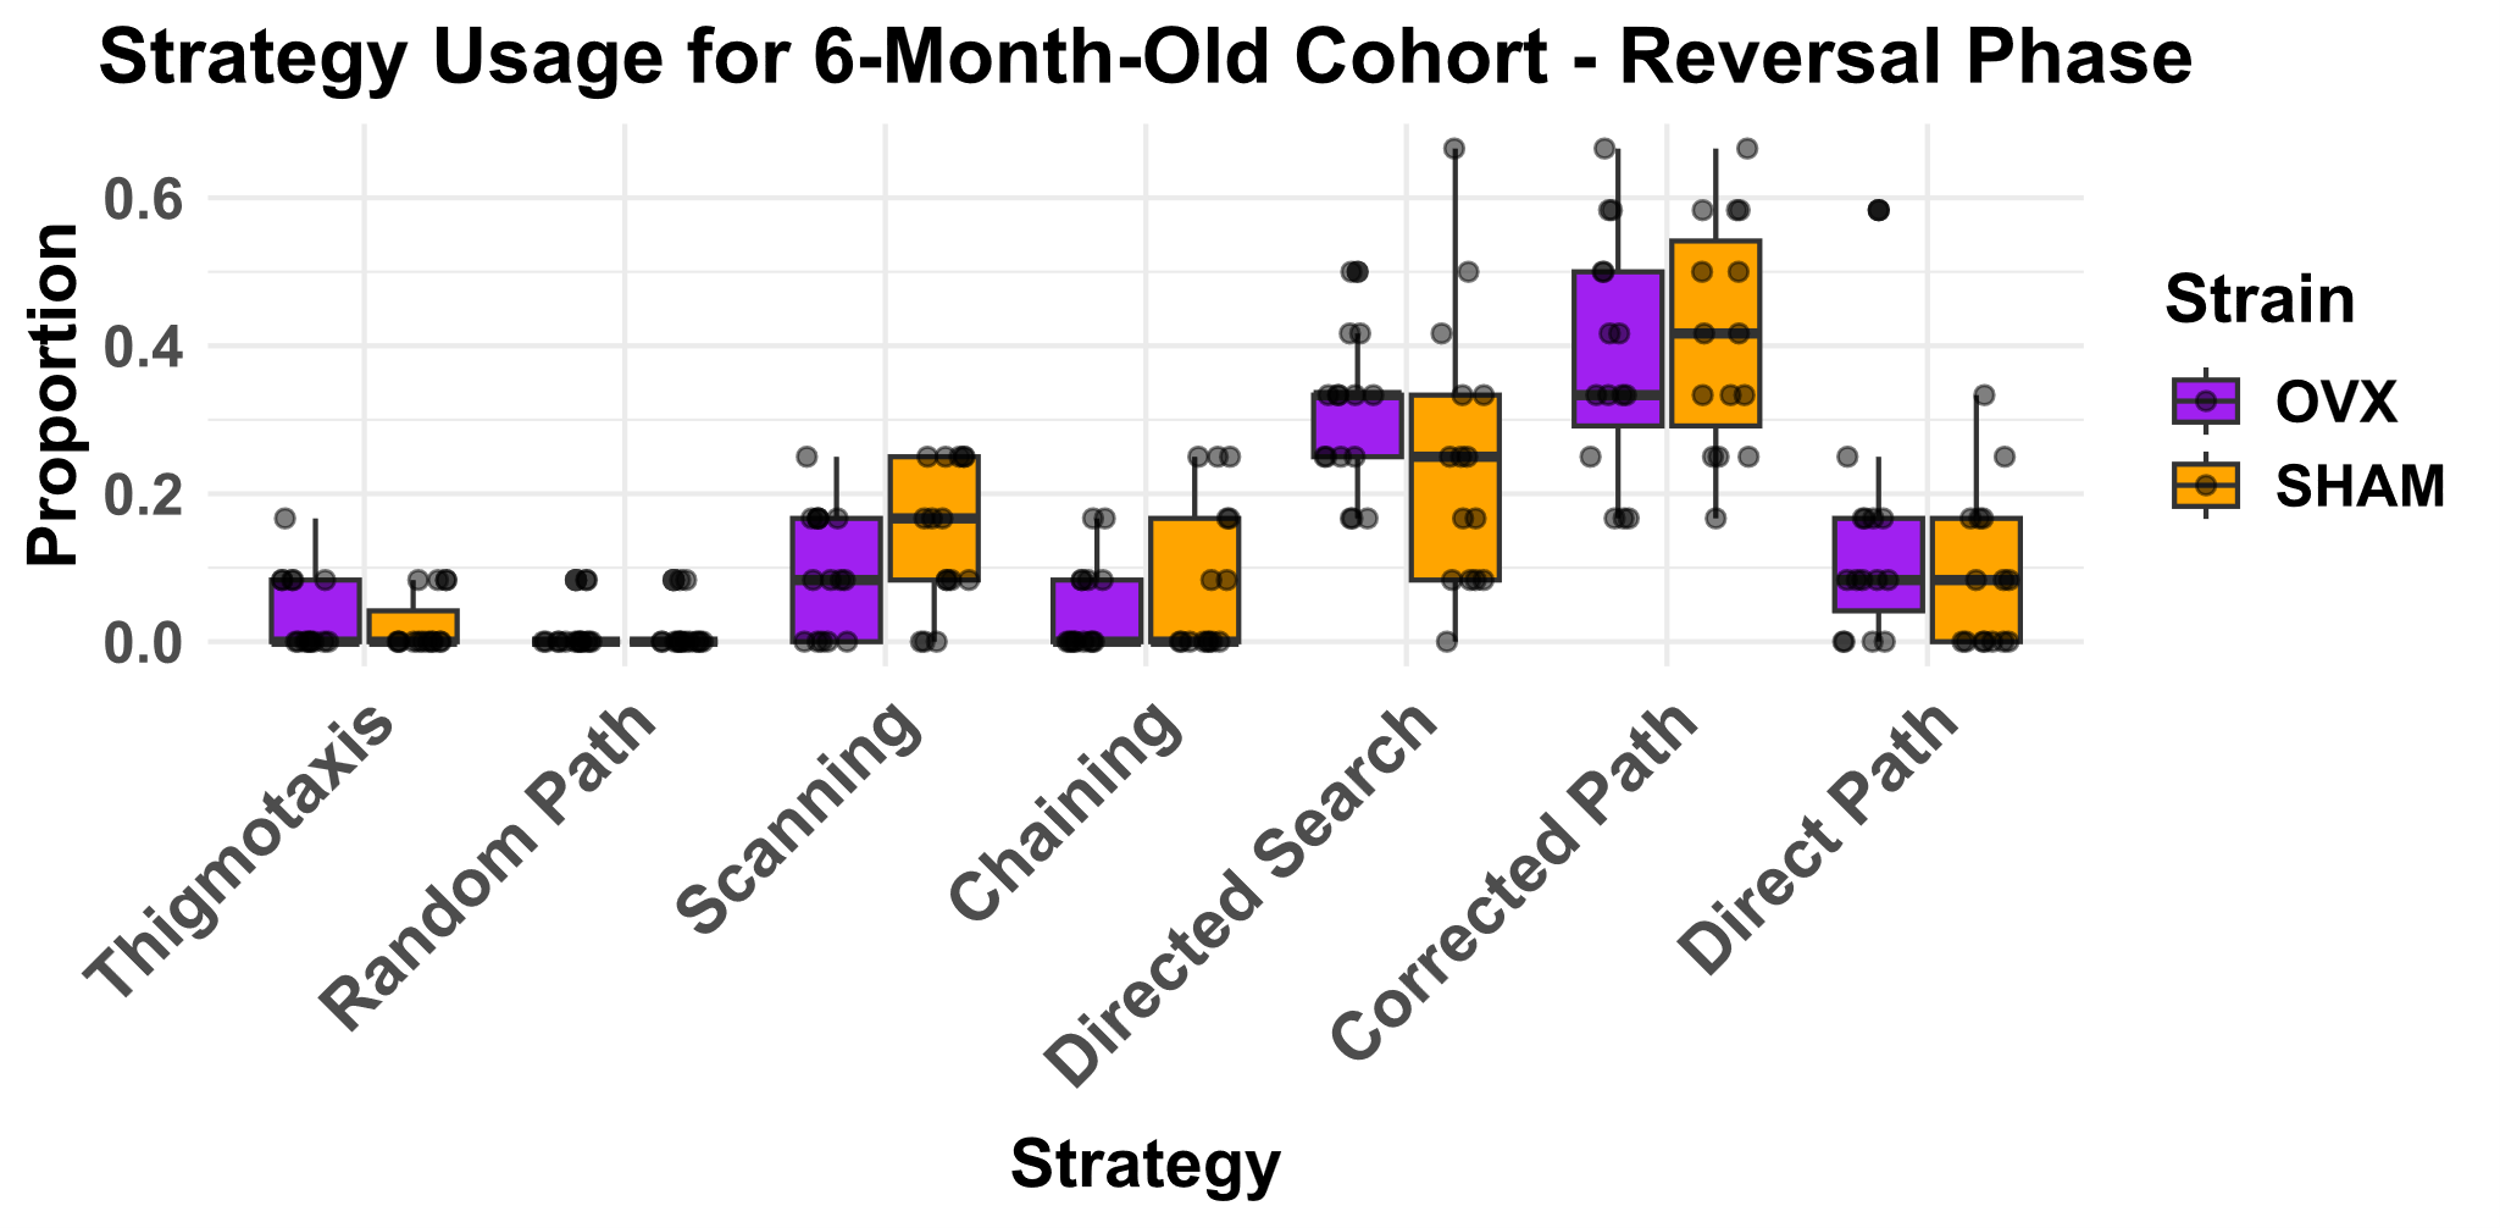 Strategy Usage for 6-Month-Old Cohort - Reversal Phase
Proportion
0.6
0.4
0.2
0.0
Strain
OVX
SHAM
Thigmotaxis
Random Path
Scanning
Chaining
Directed Search
Corrected Path
Direct Path
Strategy